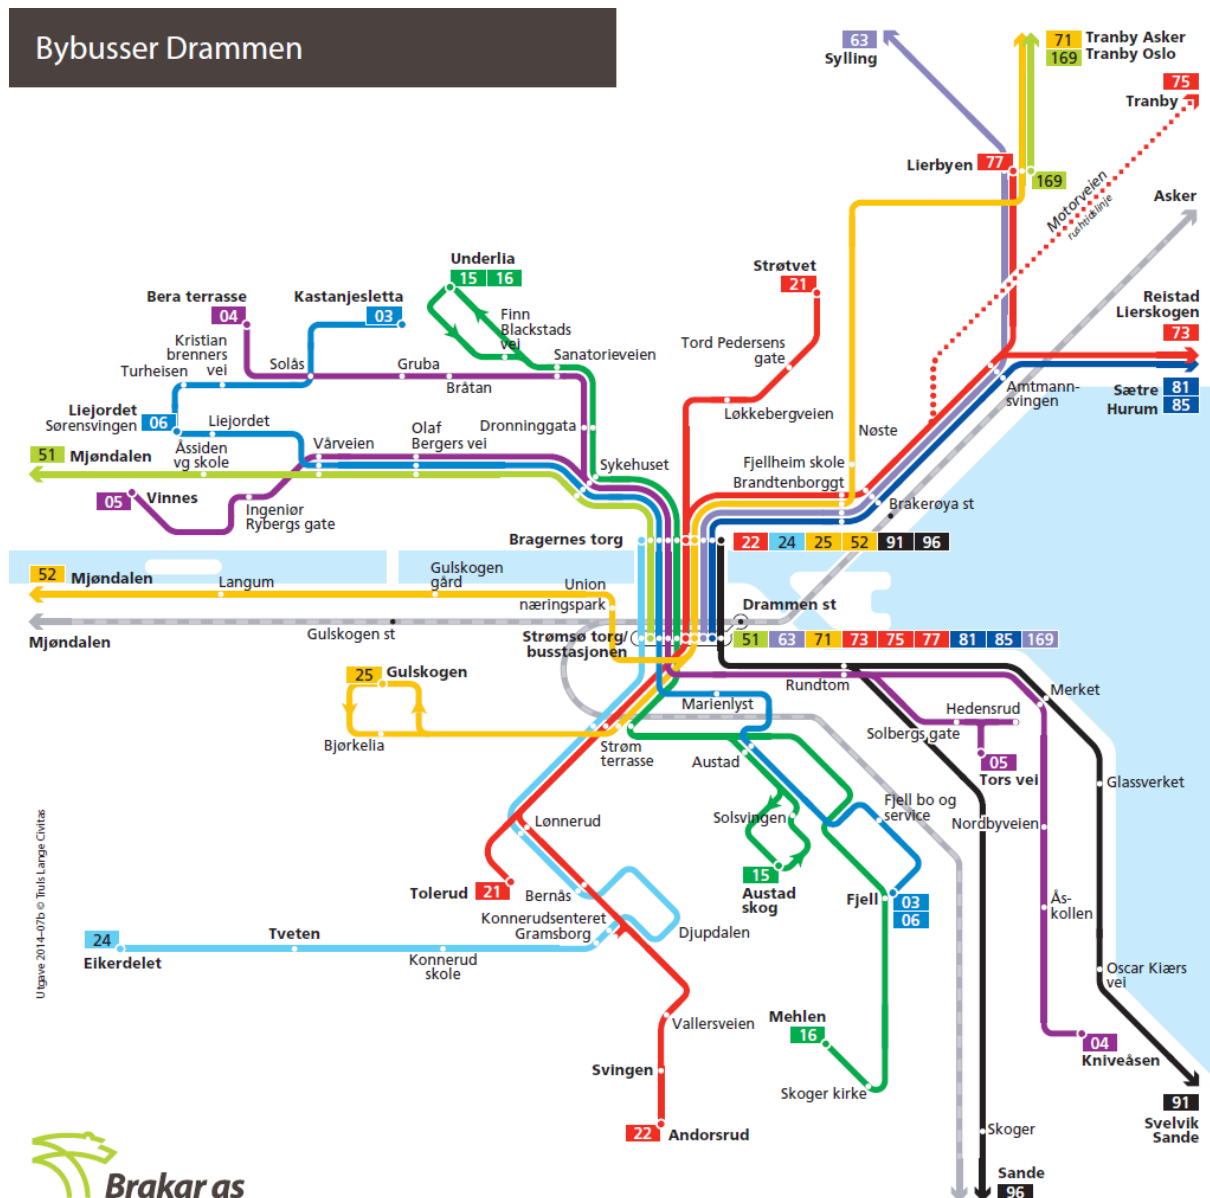 Bybusser Drammen
63
Sylling
71 Tranby Asker
169 Tranby Oslo
75
Tranby
Lierbyen 77
169
Motorveien
rushtidslinje
Asker
Underlia
15 16
Strøtvet
21
Bera terrasse
04
Kastanjesletta
03
Reistad
Lierskogen
73
Finn
Blackstads
vei
Kristian
brenners
vei
Turheisen
Solås
Gruba
Bråtan
Sanatorieveien
Tord Pedersens
gate
Løkkebergveien
Amtmann-
svingen
Sætre 81
Hurum 85
Liejordet
Sørensvingen 06
Liejordet
Åssiden
vg skole
Vårveien
Olaf
Bergers vei
Dronninggata
Sykehuset
Nøste
Fjellheim skole
Brandtenborggt
Brakerøya st
51 Mjøndalen
05 Vinnes
Ingeniør
Rybergs gate
Bragernes torg
22 24 25 52 91 96
52 Mjøndalen
Langum
Gulskogen
gård
Union
næringspark
Drammen st
Mjøndalen
Gulskogen st
Strømsø torg/
busstasjonen
51 63 71 73 75 77 81 85 169
25 Gulskogen
Bjørkelia
Strøm
terrasse
Marienlyst
Rundtom
Merket
Hedensrud
Solbergs gate
05
Tors vei
Austad
Glassverket
Solsvingen
Fjell bo og
service
Nordbyveien
Lønnerud
Tolerud 21
Bernås
15
Austad
skog
Fjell 03
06
Ås-
kollen
Konnerudsenteret
Gramsborg
Djupdalen
24
Eikerdelet
Tveten
Konnerud
skole
Oscar Kiærs
vei
Vallersveien
Mehlen
16
04
Kniveåsen
Svingen
Skoger kirke
22 Andorsrud
Skoger
91
Svelvik
Sande
Sande
96
Utgave 2014–07b © Truls Lange Civitas
Brakar as